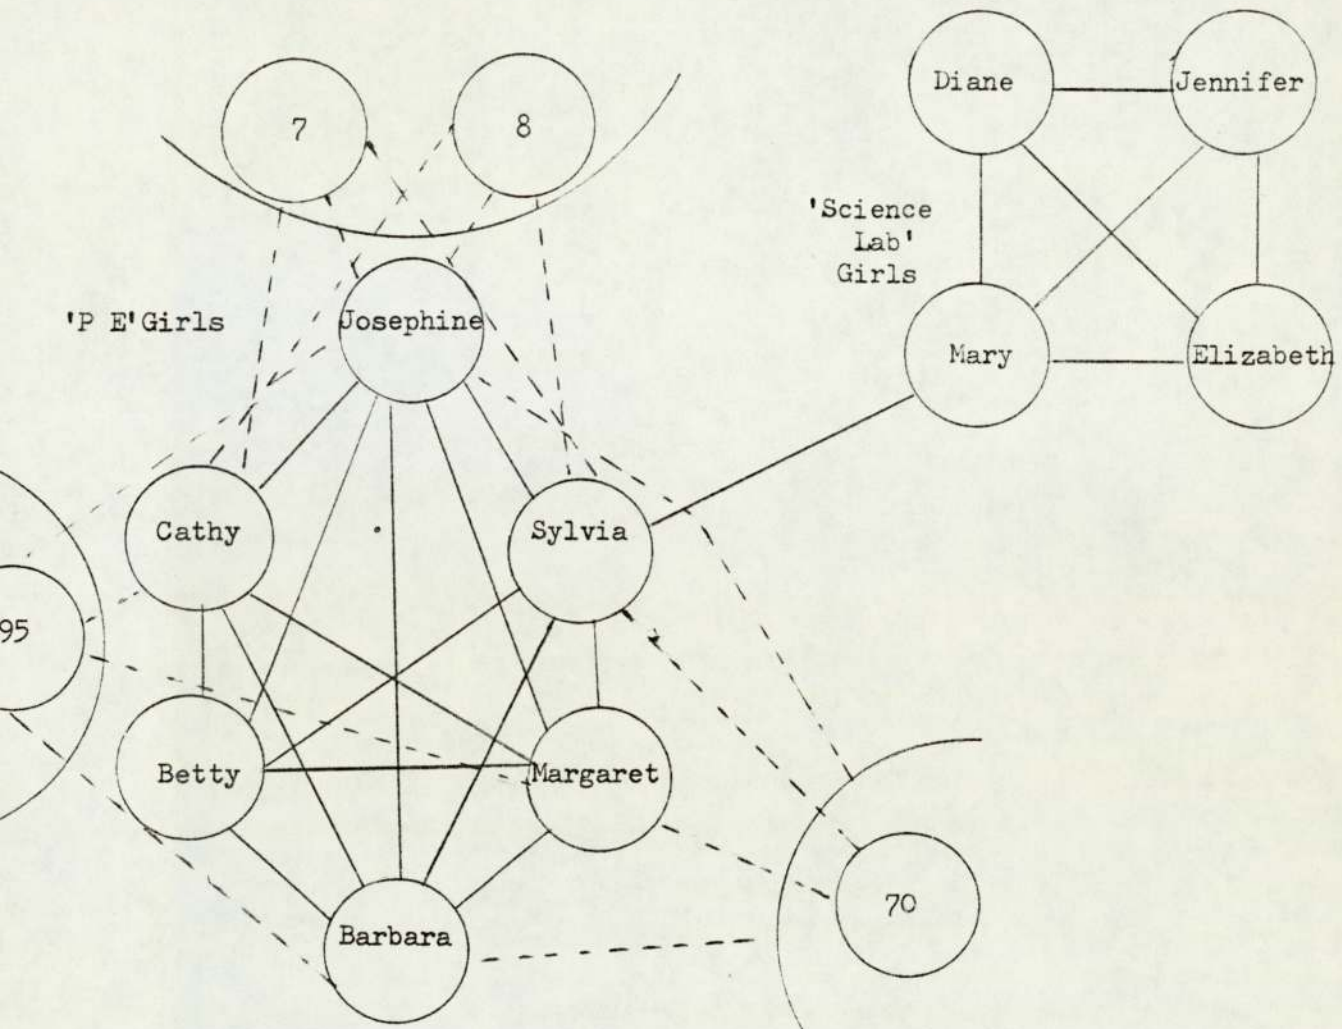 Diane
Jennifer
7
8
'Science
Lab'
Girls
'P E' Girls
Josephine
Mary
Elizabeth
Cathy
Sylvia
95
Betty
Margaret
70
Barbara